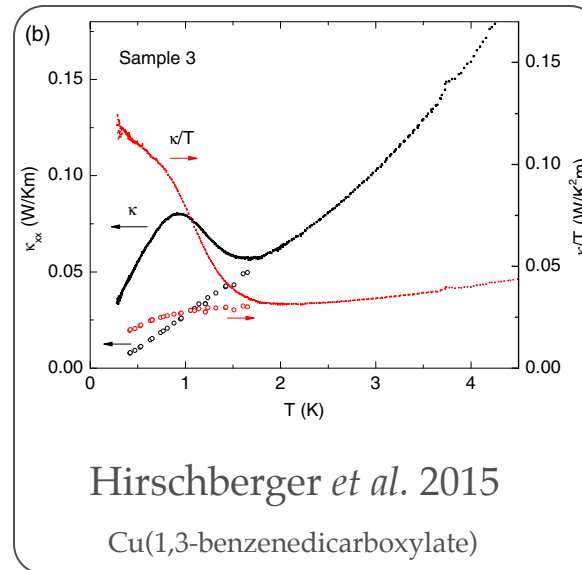 (b)
Sample 3
κ/T
κ
κxx (W/Km)
0.15
0.10
0.05
0.00
κ/T (W/K²m)
0.15
0.10
0.05
0.00
0 1 2 3 4
T (K)
Hirschberger et al. 2015
Cu(1,3-benzenedicarboxylate)